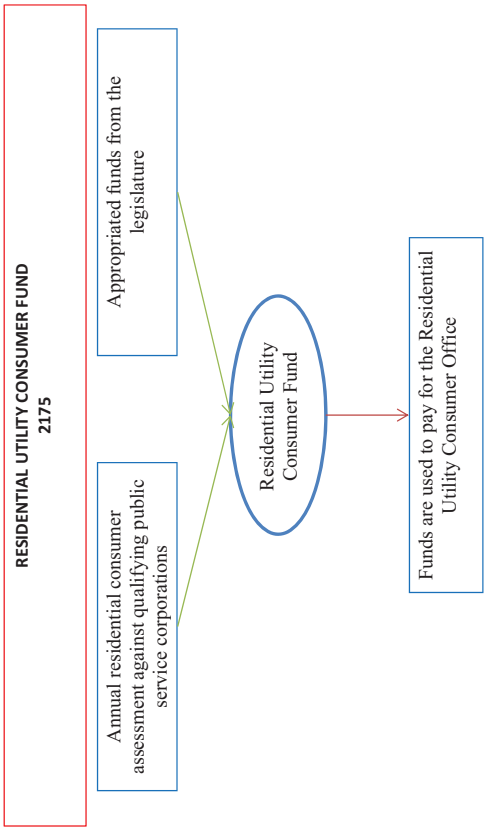 RESIDENTIAL UTILITY CONSUMER FUND
2175
Annual residential consumer
assessment against qualifying public
service corporations
Appropriated funds from the
legislature
Residential Utility
Consumer Fund
Funds are used to pay for the Residential
Utility Consumer Office